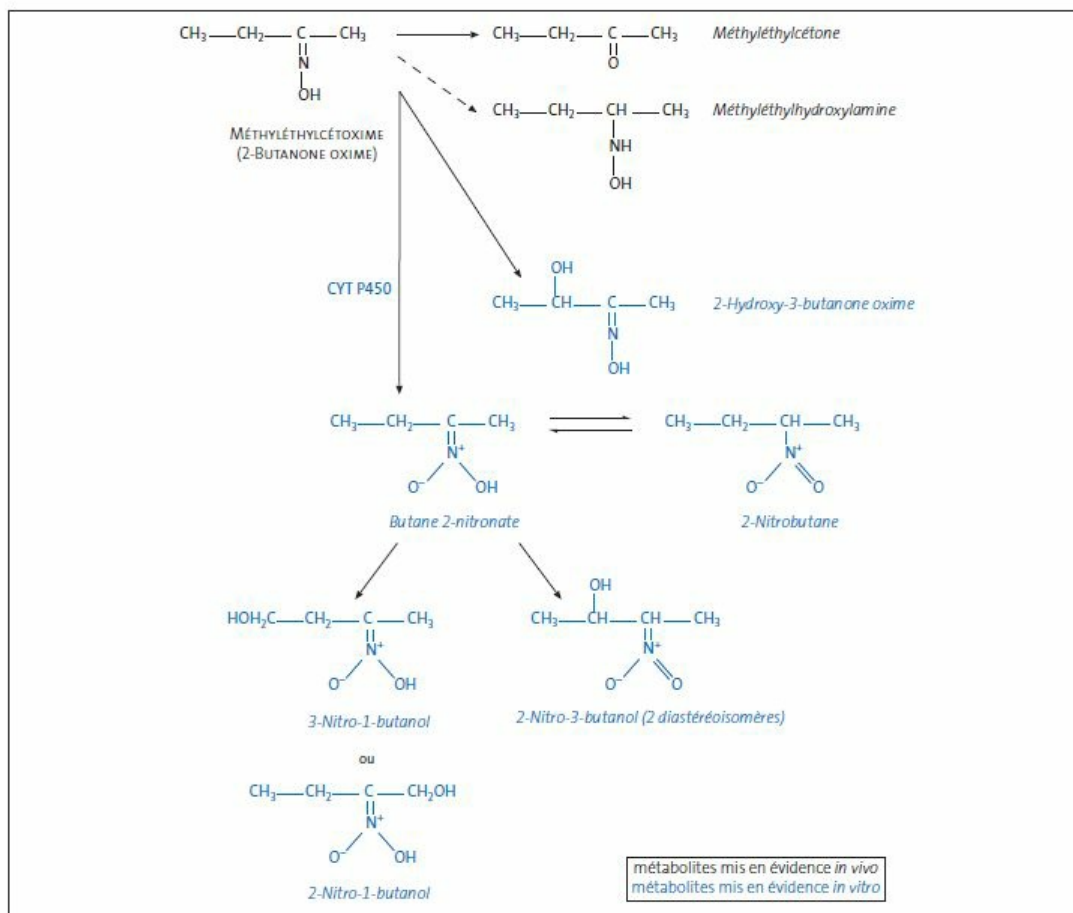 CH₃—CH₂—C—CH₃
N
OH
MÉTHYLÉTHYLCÉTOXIME
(2-BUTANONE OXIME)
CH₃—CH₂—C—CH₃
O
Méthyléthylcétone
CH₃—CH₂—CH—CH₃
NH
OH
Méthyléthylhydroxylamine
CYT P450
OH
CH₃—CH—C—CH₃
N
OH
2-Hydroxy-3-butanone oxime
CH₃—CH₂—C—CH₃
N⁺
O⁻ OH
Butane 2-nitronate
CH₃—CH₂—CH—CH₃
N⁺
O⁻ O
2-Nitrobutane
HOH₂C—CH₂—C—CH₃
N⁺
O⁻ OH
3-Nitro-1-butanol
ou
CH₃—CH₂—C—CH₂OH
N⁺
O⁻ OH
2-Nitro-1-butanol
OH
CH₃—CH—CH—CH₃
N⁺
O⁻ O
2-Nitro-3-butanol (2 diastéréoisomères)
métabolites mis en évidence in vivo
métabolites mis en évidence in vitro